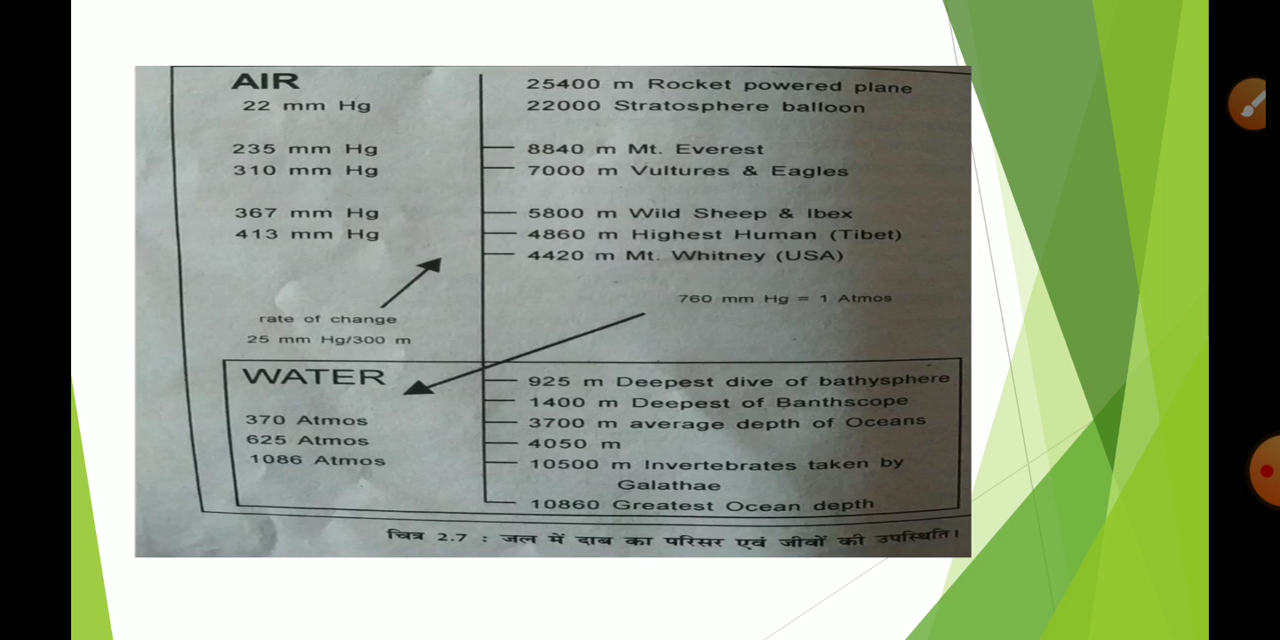 AIR
22 mm Hg
25400 m Rocket powered plane
22000 Stratosphere balloon
235 mm Hg
8840 m Mt. Everest
310 mm Hg
7000 m Vultures & Eagles
367 mm Hg
5800 m Wild Sheep & Ibex
413 mm Hg
4860 m Highest Human (Tibet)
4420 m Mt. Whitney (USA)
760 mm Hg = 1 Atmos
rate of change
25 mm Hg/300 m
WATER
925 m Deepest dive of bathysphere
1400 m Deepest of Banthscope
370 Atmos
3700 m average depth of Oceans
625 Atmos
4050 m
1086 Atmos
10500 m Invertebrates taken by
Galathae
10860 Greatest Ocean depth
चित्र 2.7 : जल में दाब का परिसर एवं जीवों की उपस्थिति।